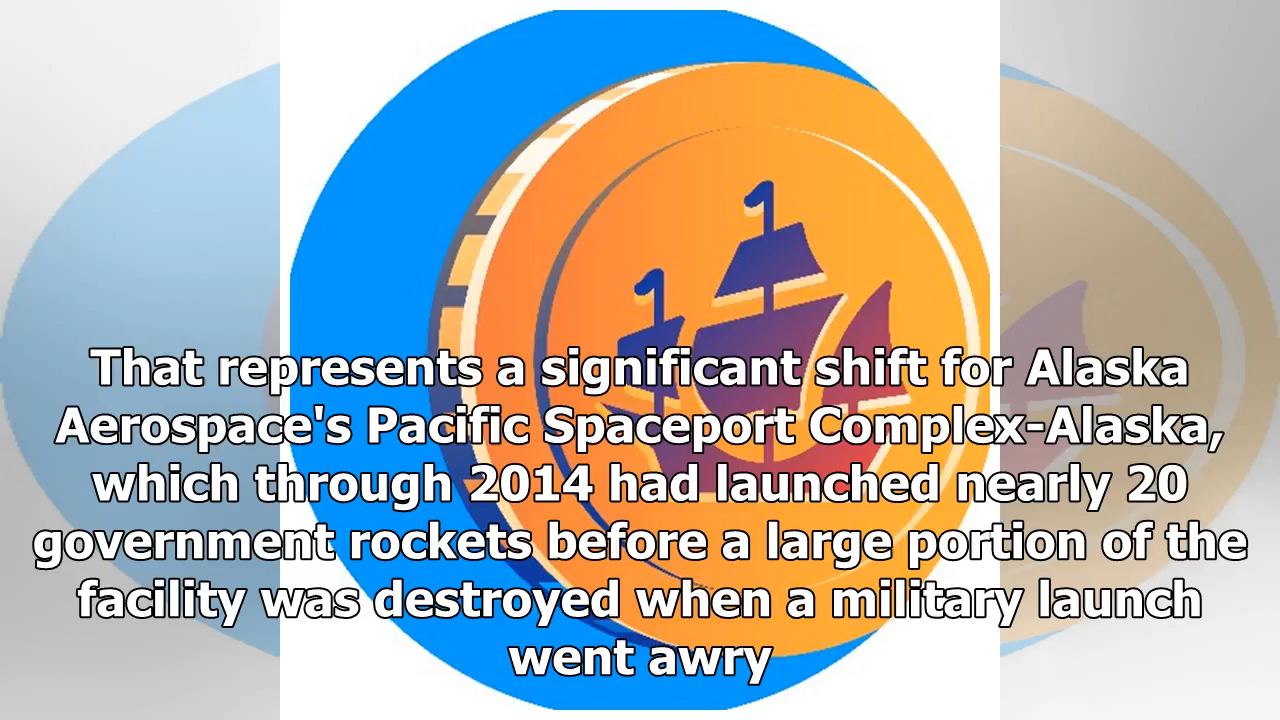 That represents a significant shift for Alaska
Aerospace's Pacific Spaceport Complex-Alaska,
which through 2014 had launched nearly 20
government rockets before a large portion of the
facility was destroyed when a military launch
went awry